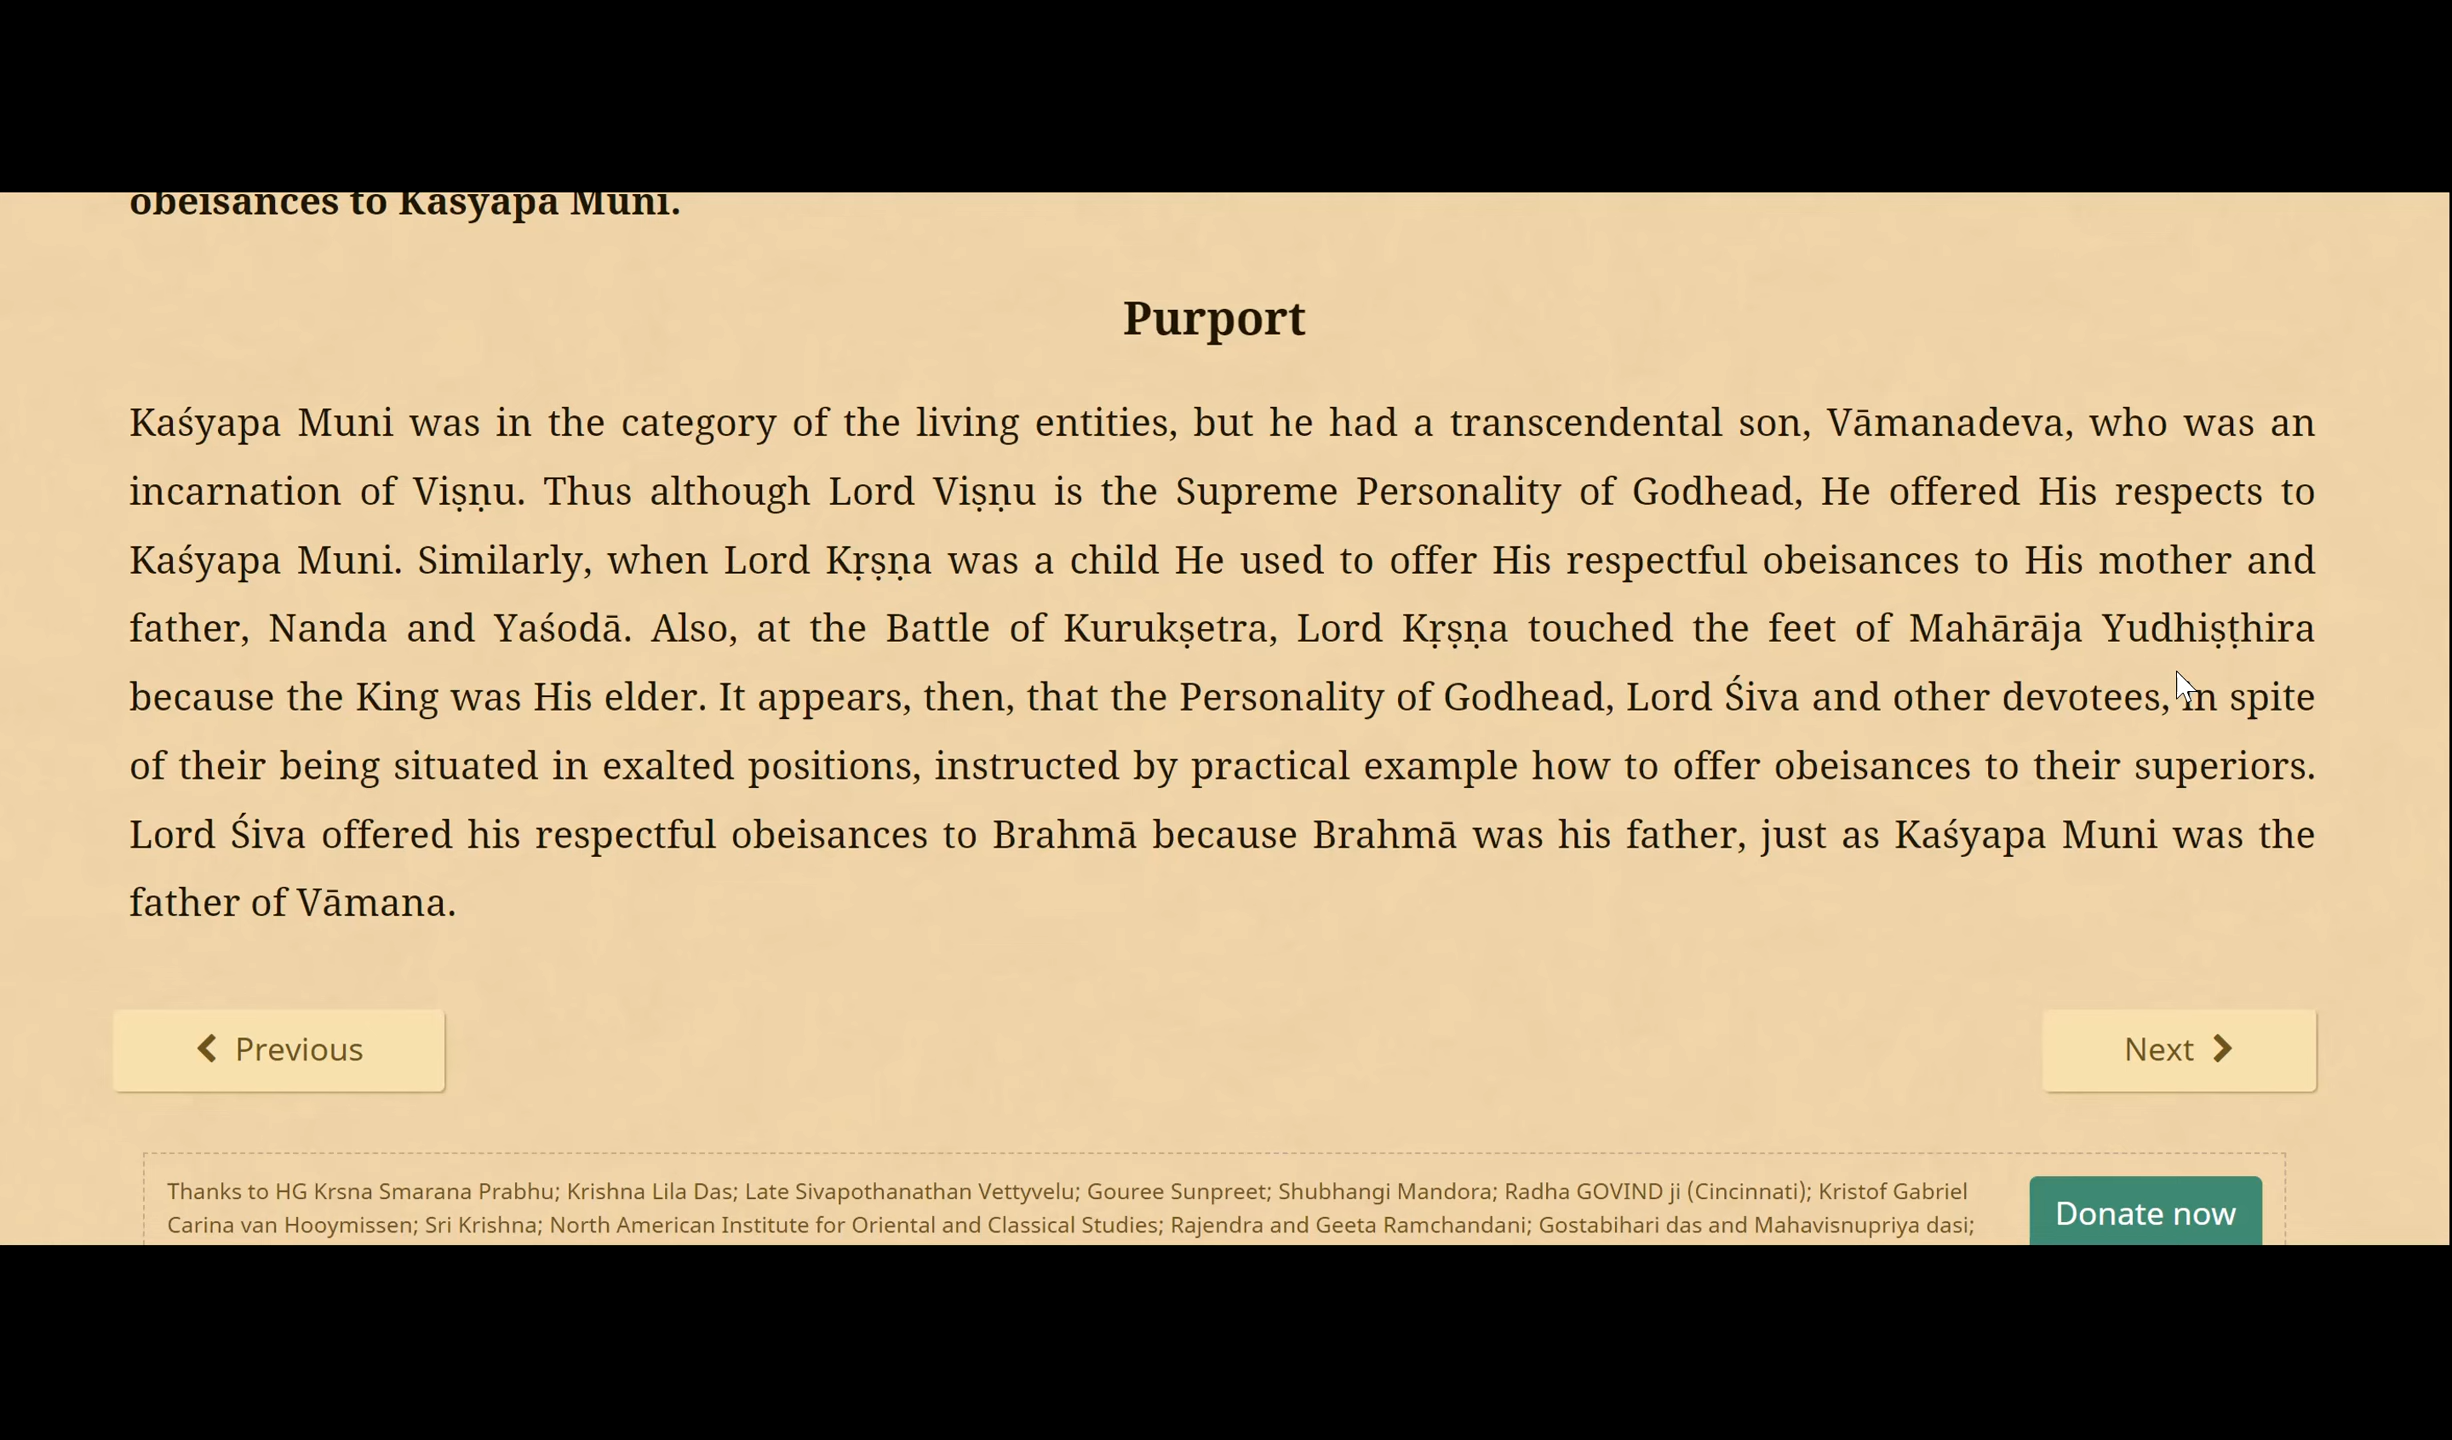 obeisances to Kaśyapa Muni.
Purport
Kaśyapa Muni was in the category of the living entities, but he had a transcendental son, Vāmanadeva, who was an
incarnation of Viṣṇu. Thus although Lord Viṣṇu is the Supreme Personality of Godhead, He offered His respects to
Kaśyapa Muni. Similarly, when Lord Kṛṣṇa was a child He used to offer His respectful obeisances to His mother and
father, Nanda and Yaśodā. Also, at the Battle of Kurukṣetra, Lord Kṛṣṇa touched the feet of Mahārāja Yudhiṣṭhira
because the King was His elder. It appears, then, that the Personality of Godhead, Lord Śiva and other devotees, in spite
of their being situated in exalted positions, instructed by practical example how to offer obeisances to their superiors.
Lord Śiva offered his respectful obeisances to Brahmā because Brahmā was his father, just as Kaśyapa Muni was the
father of Vāmana.
Previous
Next
Thanks to HG Krsna Smarana Prabhu; Krishna Lila Das; Late Sivapothanathan Vettyvelu; Gouree Sunpreet; Shubhangi Mandora; Radha GOVIND ji (Cincinnati); Kristof Gabriel
Carina van Hooymissen; Sri Krishna; North American Institute for Oriental and Classical Studies; Rajendra and Geeta Ramchandani; Gostabihari das and Mahavisnupriya dasi;
Donate now